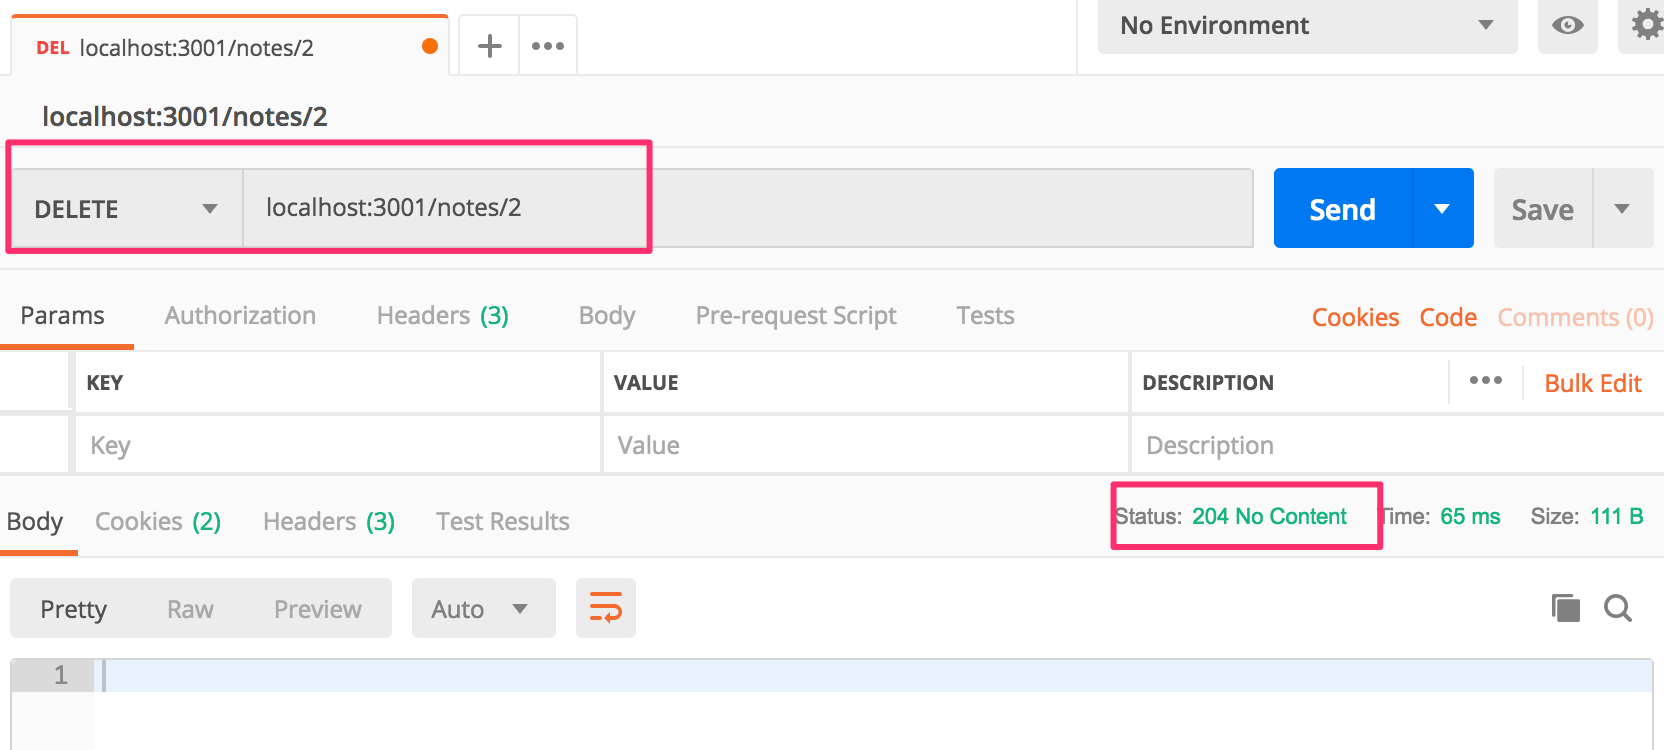 DEL localhost:3001/notes/2
No Environment
localhost:3001/notes/2
DELETE localhost:3001/notes/2 Send Save
Params Authorization Headers (3) Body Pre-request Script Tests Cookies Code Comments (0)
KEY VALUE DESCRIPTION Bulk Edit
Key Value Description
Body Cookies (2) Headers (3) Test Results Status: 204 No Content Time: 65 ms Size: 111 B
Pretty Raw Preview Auto
1